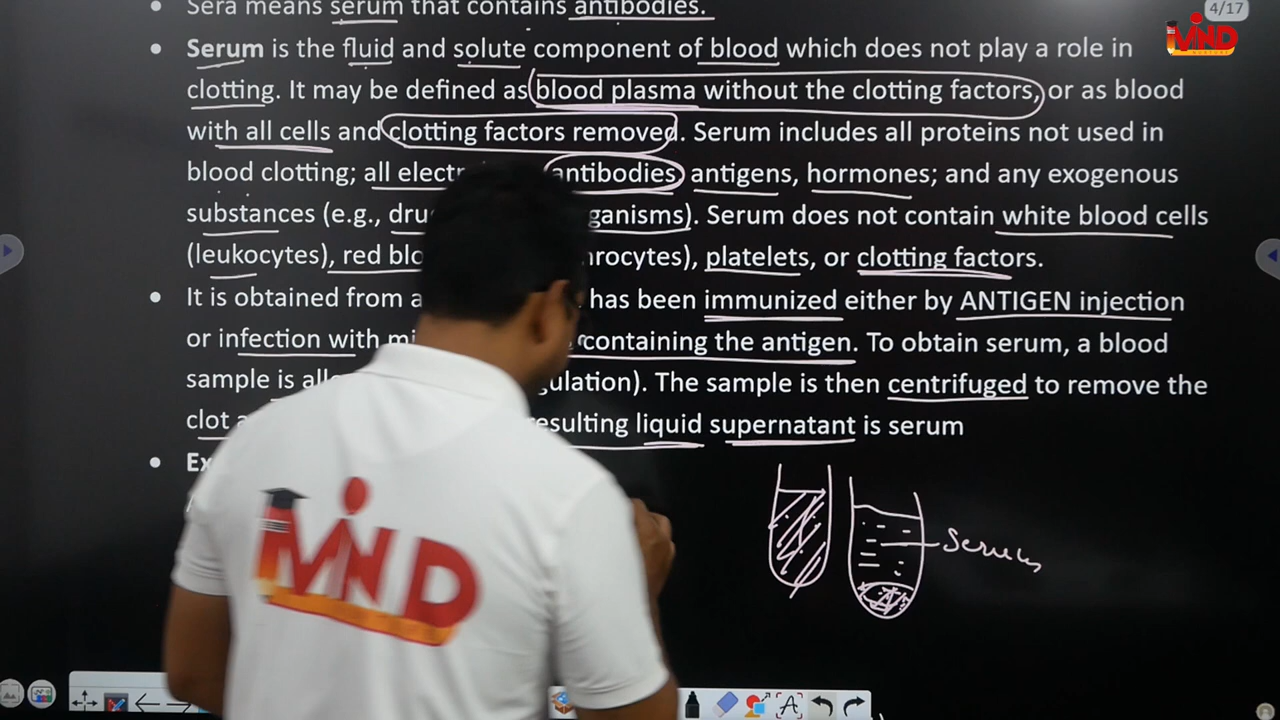 Sera means serum that contains antibodies.
4/17
MIND
• Serum is the fluid and solute component of blood which does not play a role in
clotting. It may be defined as blood plasma without the clotting factors, or as blood
with all cells and clotting factors removed. Serum includes all proteins not used in
blood clotting; all electr antibodies antigens, hormones; and any exogenous
substances (e.g., dru ganisms). Serum does not contain white blood cells
(leukocytes), red blo hrocytes), platelets, or clotting factors.
• It is obtained from a has been immunized either by ANTIGEN injection
or infection with mi containing the antigen. To obtain serum, a blood
sample is all gulation). The sample is then centrifuged to remove the
clot a esulting liquid supernatant is serum
• Ex
Serum
MIND